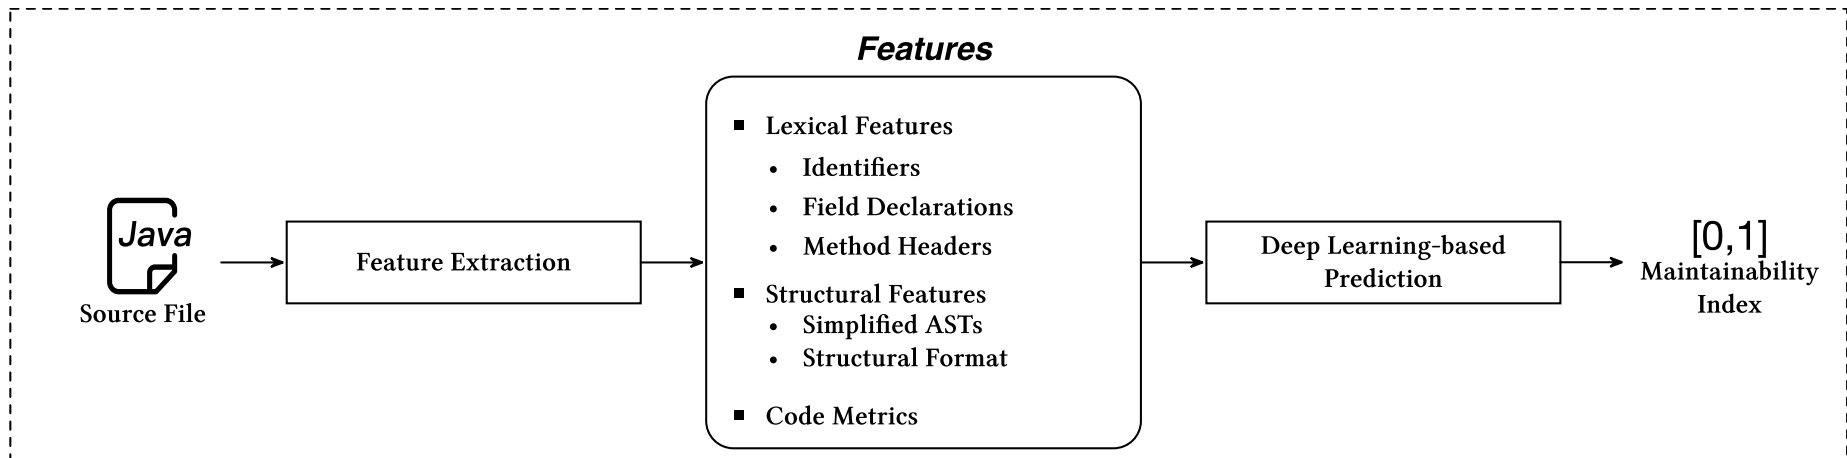 Features
Java
Source File
Feature Extraction
▪ Lexical Features
• Identifiers
• Field Declarations
• Method Headers
▪ Structural Features
• Simplified ASTs
• Structural Format
▪ Code Metrics
Deep Learning-based
Prediction
[0,1]
Maintainability
Index